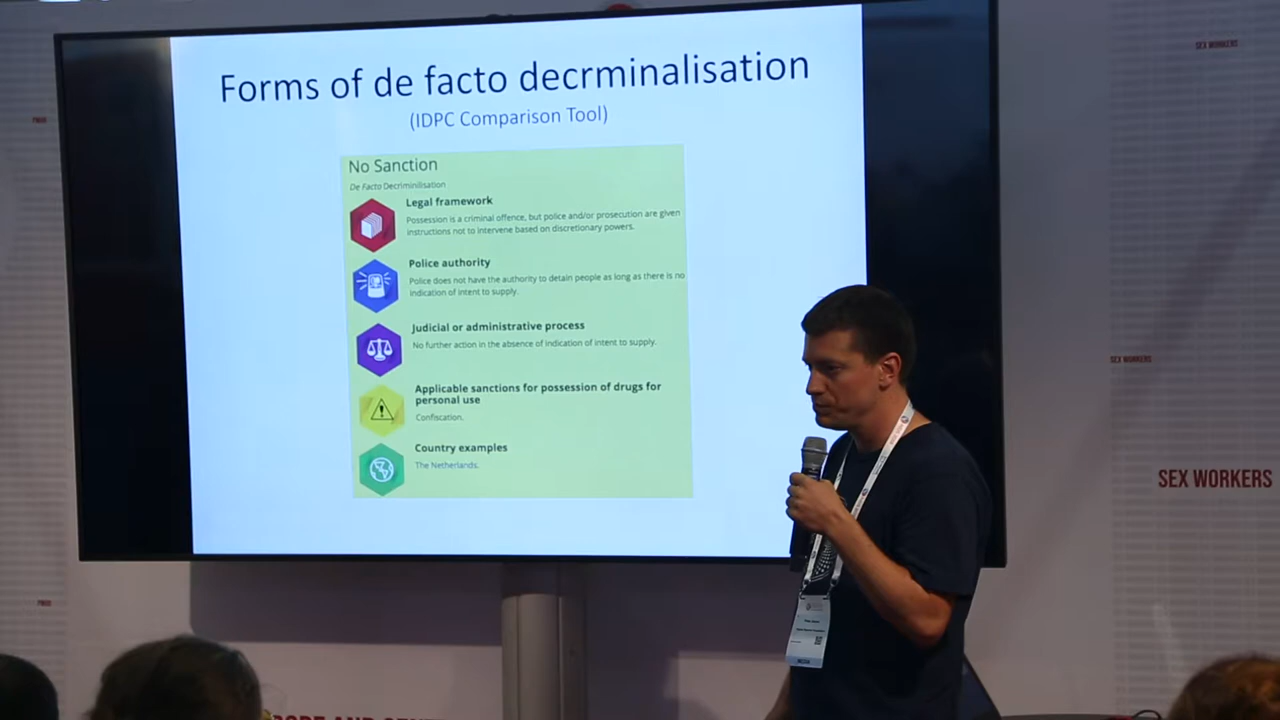 Forms of de facto decrminalisation
(IDPC Comparison Tool)
No Sanction
De Facto Decriminilisation
Legal framework
Possession is a criminal offence, but police and/or prosecution are given
instructions not to intervene based on discretionary powers.
Police authority
Police does not have the authority to detain people as long as there is no
indication of intent to supply.
Judicial or administrative process
No further action in the absence of indication of intent to supply.
Applicable sanctions for possession of drugs for
personal use
Confiscation.
Country examples
The Netherlands.
SEX WORKERS
SEX WORKERS
SEX WORKERS